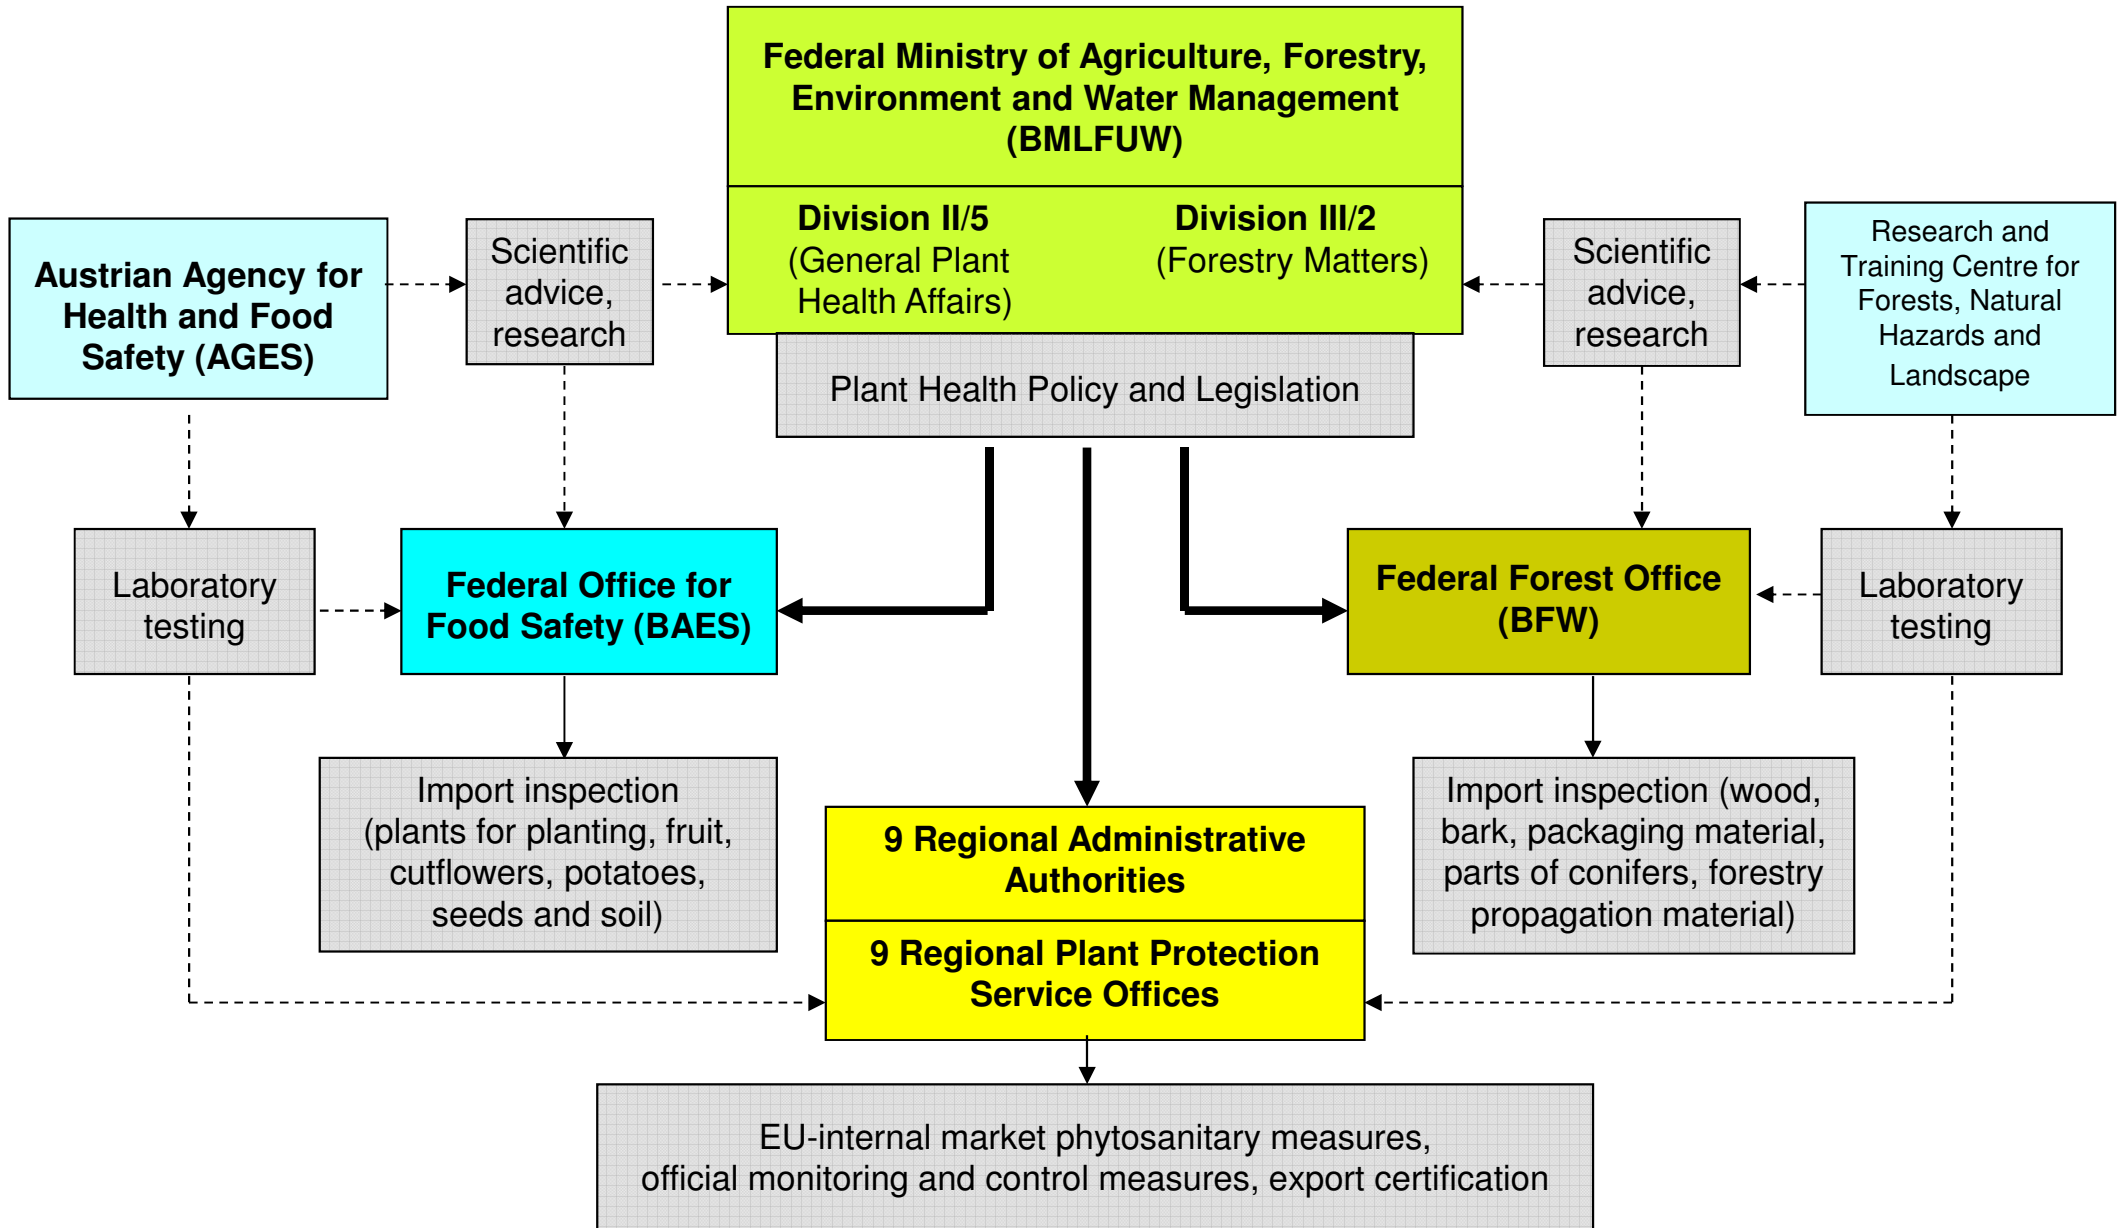 Federal Ministry of Agriculture, Forestry,
Environment and Water Management
(BMLFUW)
Division II/5
(General Plant
Health Affairs)
Division III/2
(Forestry Matters)
Plant Health Policy and Legislation
Austrian Agency for
Health and Food
Safety (AGES)
Scientific
advice,
research
Scientific
advice,
research
Research and
Training Centre for
Forests, Natural
Hazards and
Landscape
Laboratory
testing
Federal Office for
Food Safety (BAES)
Federal Forest Office
(BFW)
Laboratory
testing
Import inspection
(plants for planting, fruit,
cutflowers, potatoes,
seeds and soil)
9 Regional Administrative
Authorities
9 Regional Plant Protection
Service Offices
Import inspection (wood,
bark, packaging material,
parts of conifers, forestry
propagation material)
EU-internal market phytosanitary measures,
official monitoring and control measures, export certification